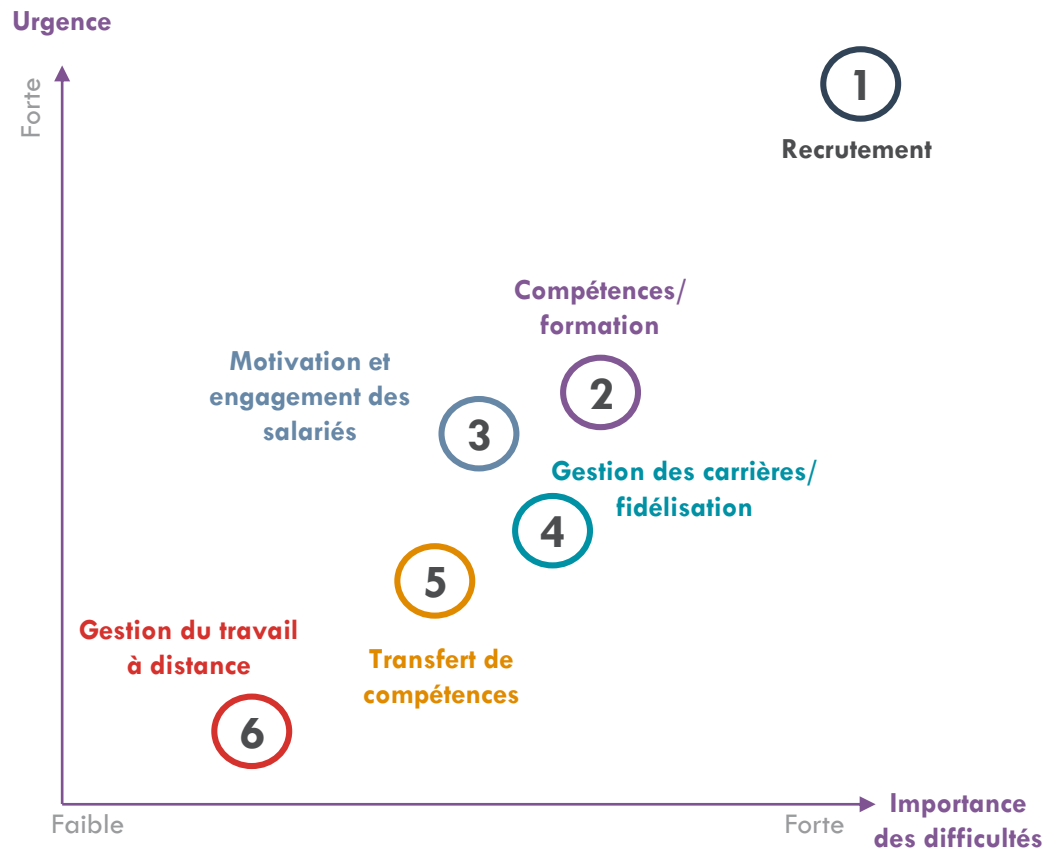 Urgence
Forte
1
Recrutement
Compétences/
formation
2
Motivation et
engagement des
salariés
3
Gestion des carrières/
fidélisation
4
5
Transfert de
compétences
Gestion du travail
à distance
6
Faible
Forte
Importance
des difficultés